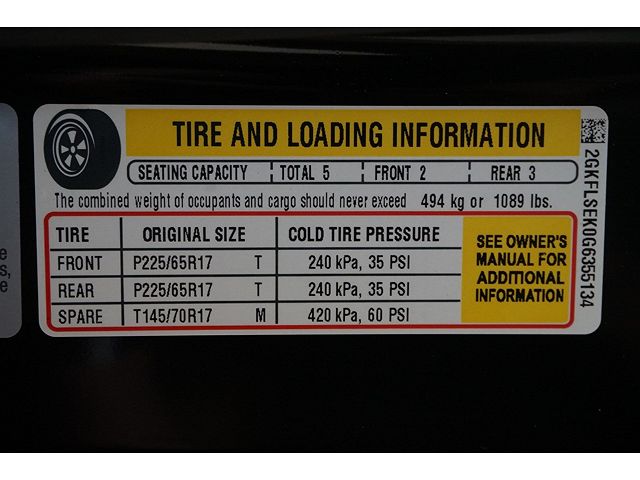 TIRE AND LOADING INFORMATION
SEATING CAPACITY TOTAL 5 FRONT 2 REAR 3
The combined weight of occupants and cargo should never exceed 494 kg or 1089 lbs.
TIRE ORIGINAL SIZE COLD TIRE PRESSURE
FRONT P225/65R17 T 240 kPa, 35 PSI
REAR P225/65R17 T 240 kPa, 35 PSI
SPARE T145/70R17 M 420 kPa, 60 PSI
SEE OWNER'S
MANUAL FOR
ADDITIONAL
INFORMATION
2GKFLSEK0G6355134